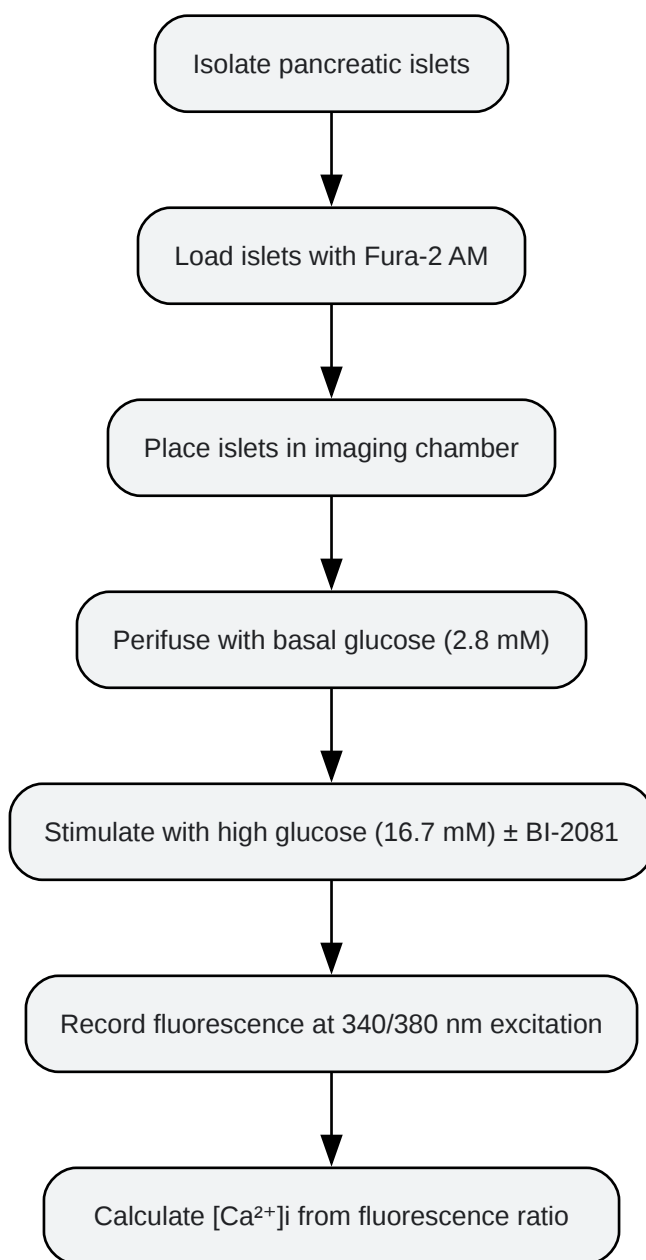 Isolate pancreatic islets
Load islets with Fura-2 AM
Place islets in imaging chamber
Perifuse with basal glucose (2.8 mM)
Stimulate with high glucose (16.7 mM) ± BI-2081
Record fluorescence at 340/380 nm excitation
Calculate [Ca²⁺]i from fluorescence ratio